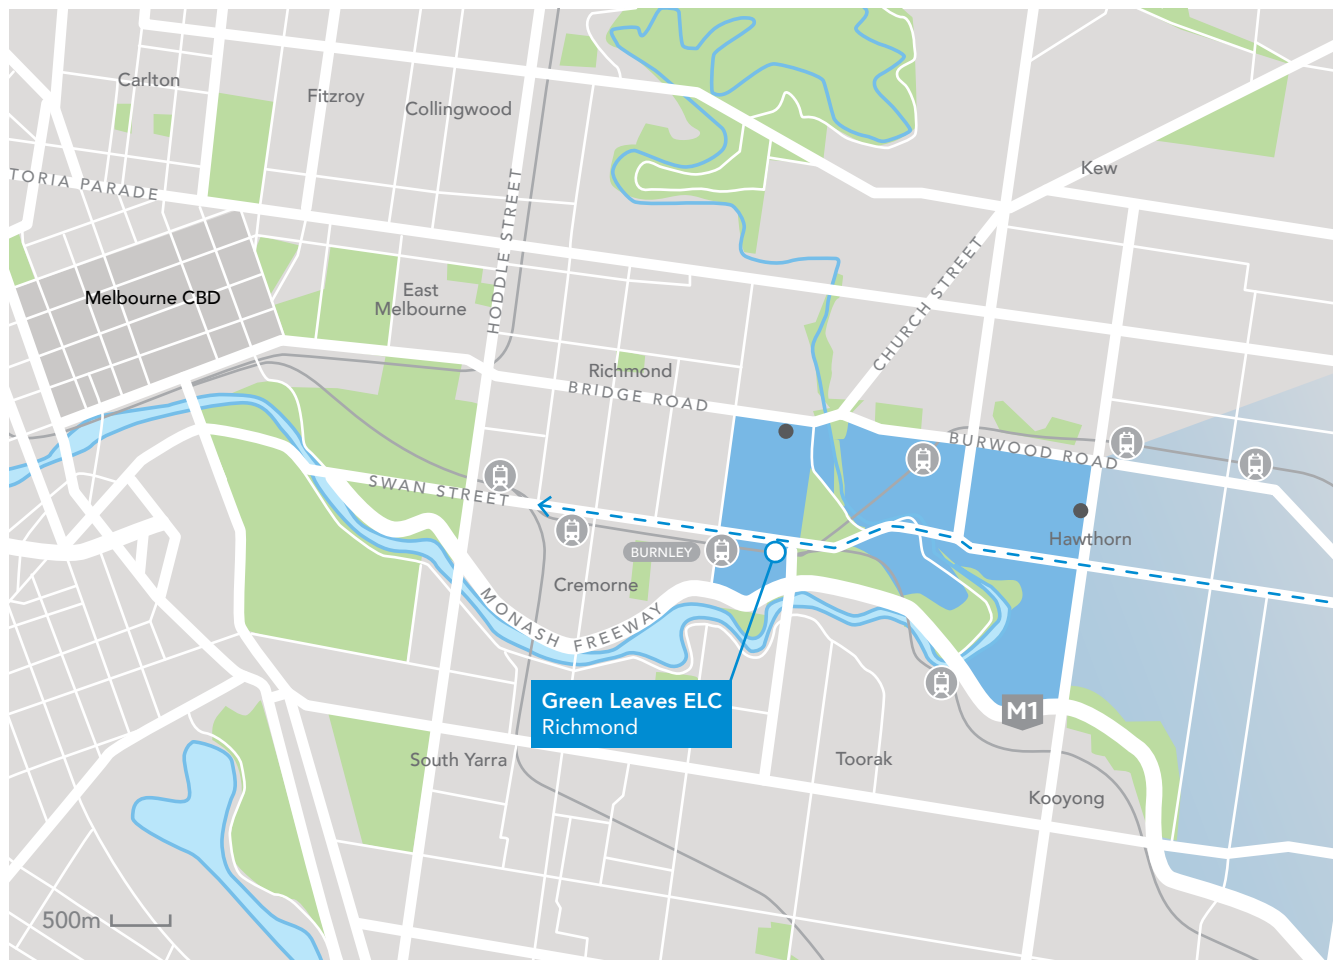 Carlton
Fitzroy
Collingwood
Kew
TORIA PARADE
HODDLE STREET
CHURCH STREET
Melbourne CBD
East
Melbourne
Richmond
BRIDGE ROAD
BURWOOD ROAD
SWAN STREET
BURNLEY
Hawthorn
Cremorne
MONASH FREEWAY
Green Leaves ELC
Richmond
M1
South Yarra
Toorak
Kooyong
500m